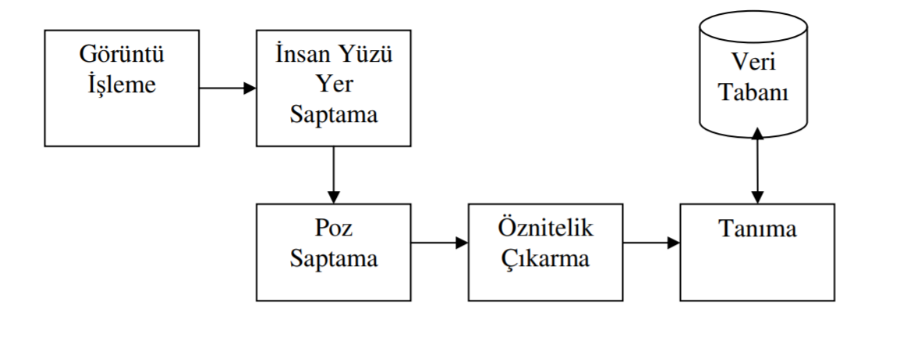 Görüntü
İşleme
İnsan Yüzü
Yer
Saptama
Veri
Tabanı
Poz
Saptama
Öznitelik
Çıkarma
Tanıma